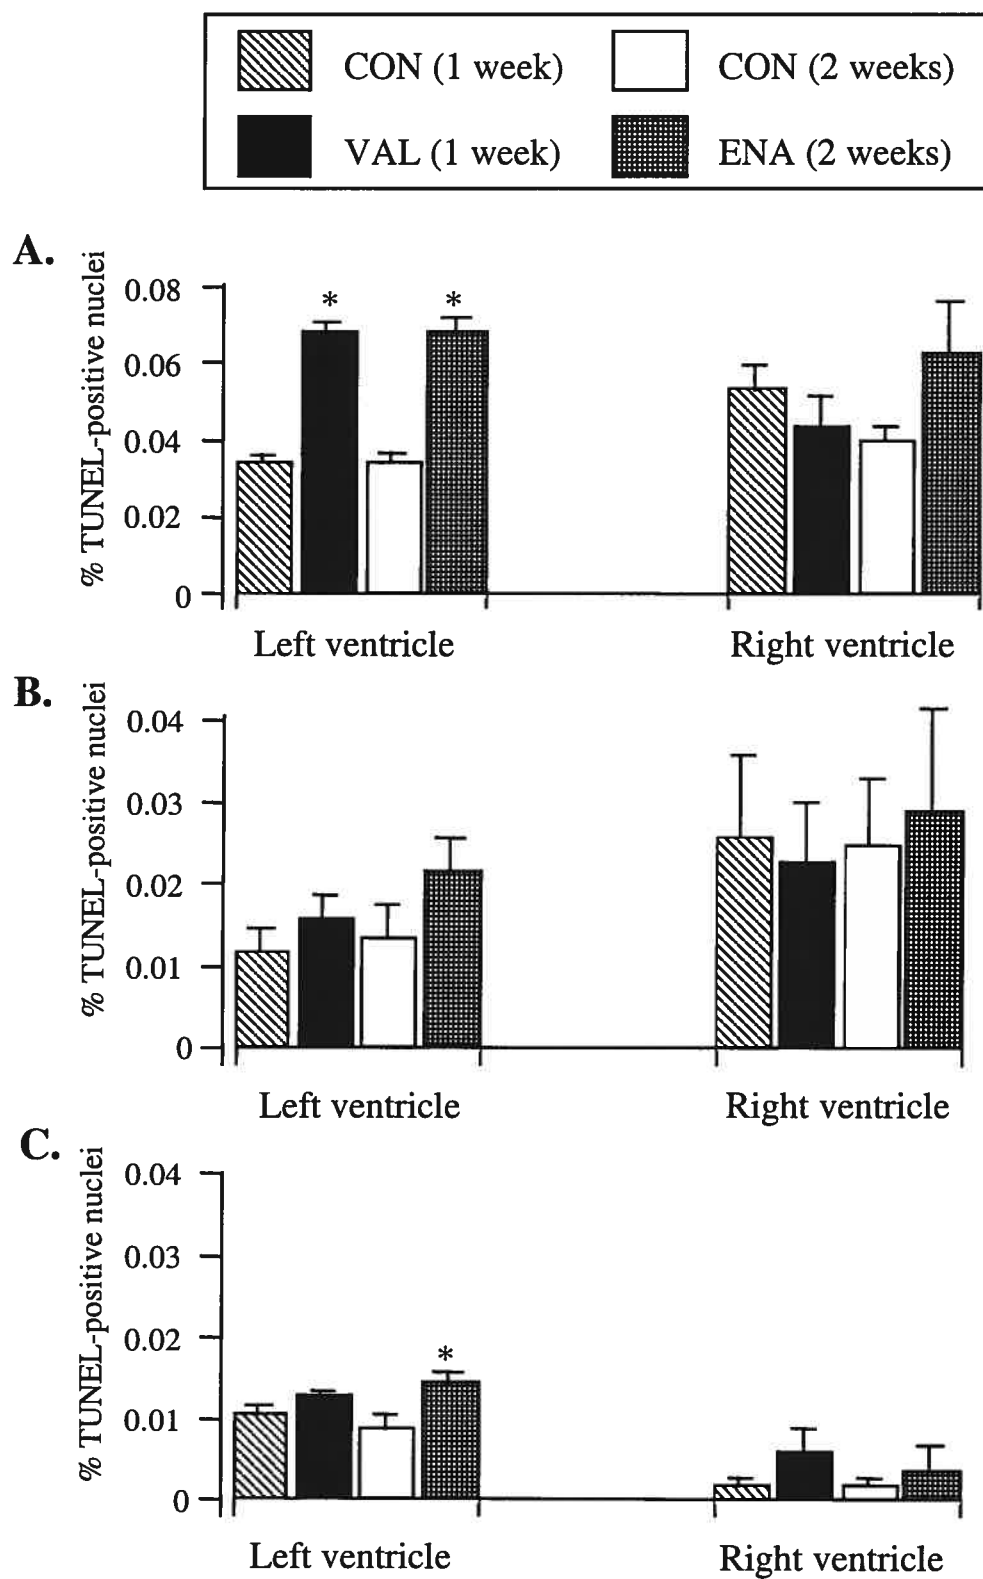 CON (1 week) CON (2 weeks)
VAL (1 week) ENA (2 weeks)
A.
% TUNEL-positive nuclei
0.08
0.06
0.04
0.02
0
* *
Left ventricle Right ventricle
B.
% TUNEL-positive nuclei
0.04
0.03
0.02
0.01
0
Left ventricle Right ventricle
C.
% TUNEL-positive nuclei
0.04
0.03
0.02
0.01
0
*
Left ventricle Right ventricle